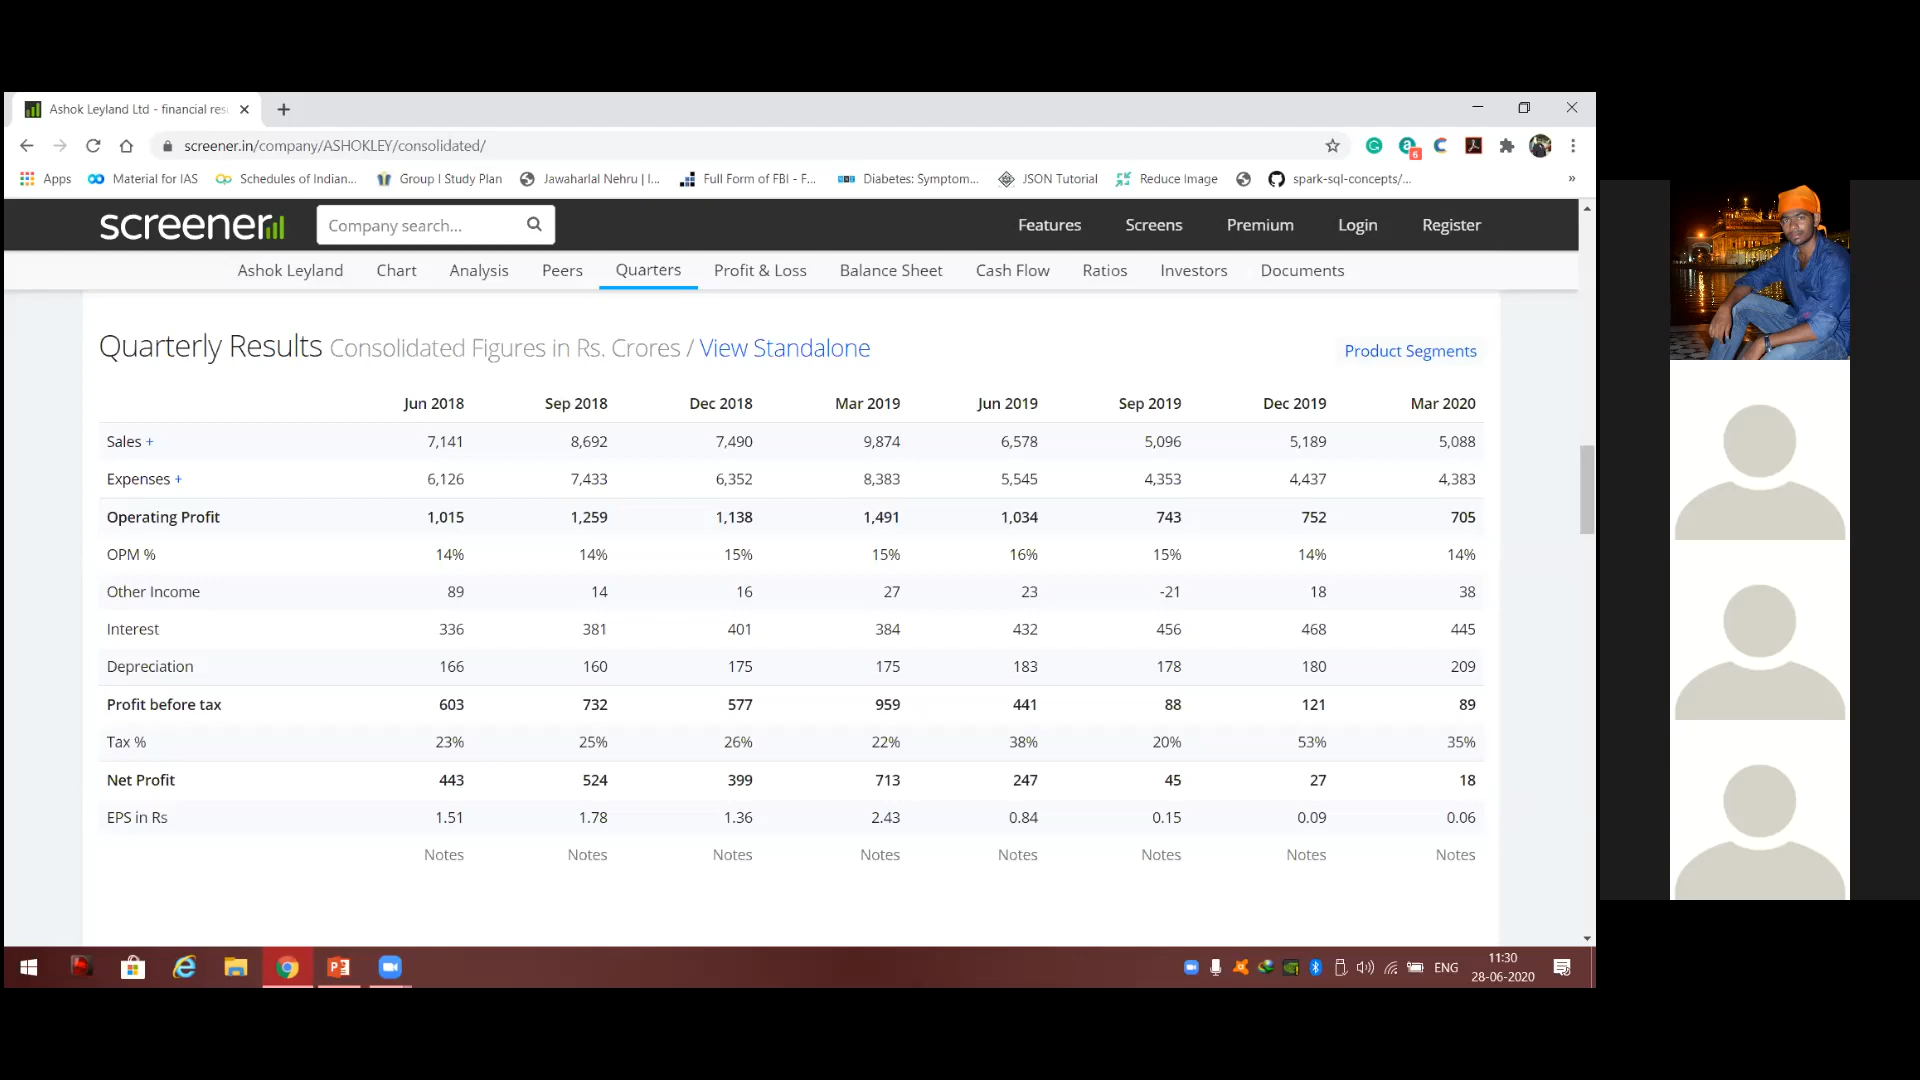 Ashok Leyland Ltd - financial res
screener.in/company/ASHOKLEY/consolidated/
6
Apps Material for IAS Schedules of Indian... Group I Study Plan Jawaharlal Nehru | I... Full Form of FBI - F... Diabetes: Symptom... JSON Tutorial Reduce Image spark-sql-concepts/... »
screener Company search... Features Screens Premium Login Register
Ashok Leyland Chart Analysis Peers Quarters Profit & Loss Balance Sheet Cash Flow Ratios Investors Documents
Quarterly Results Consolidated Figures in Rs. Crores / View Standalone Product Segments
Jun 2018 Sep 2018 Dec 2018 Mar 2019 Jun 2019 Sep 2019 Dec 2019 Mar 2020
Sales + 7,141 8,692 7,490 9,874 6,578 5,096 5,189 5,088
Expenses + 6,126 7,433 6,352 8,383 5,545 4,353 4,437 4,383
Operating Profit 1,015 1,259 1,138 1,491 1,034 743 752 705
OPM % 14% 14% 15% 15% 16% 15% 14% 14%
Other Income 89 14 16 27 23 -21 18 38
Interest 336 381 401 384 432 456 468 445
Depreciation 166 160 175 175 183 178 180 209
Profit before tax 603 732 577 959 441 88 121 89
Tax % 23% 25% 26% 22% 38% 20% 53% 35%
Net Profit 443 524 399 713 247 45 27 18
EPS in Rs 1.51 1.78 1.36 2.43 0.84 0.15 0.09 0.06
Notes Notes Notes Notes Notes Notes Notes Notes
ENG 11:30
28-06-2020